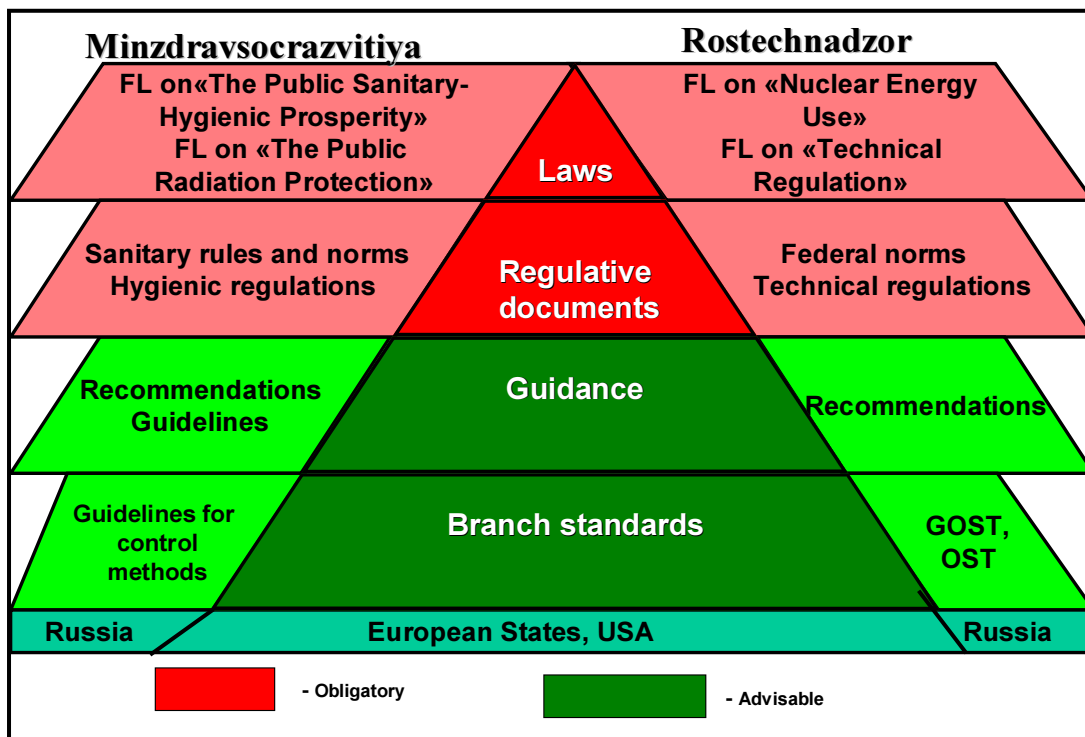 Minzdravsocrazvitiya
Rostechnadzor
FL on«The Public Sanitary-
Hygienic Prosperity»
FL on «The Public
Radiation Protection»
Laws
FL on «Nuclear Energy
Use»
FL on «Technical
Regulation»
Sanitary rules and norms
Hygienic regulations
Regulative
documents
Federal norms
Technical regulations
Recommendations
Guidelines
Guidance
Recommendations
Guidelines for
control
methods
Branch standards
GOST,
OST
Russia
European States, USA
Russia
- Obligatory
- Advisable